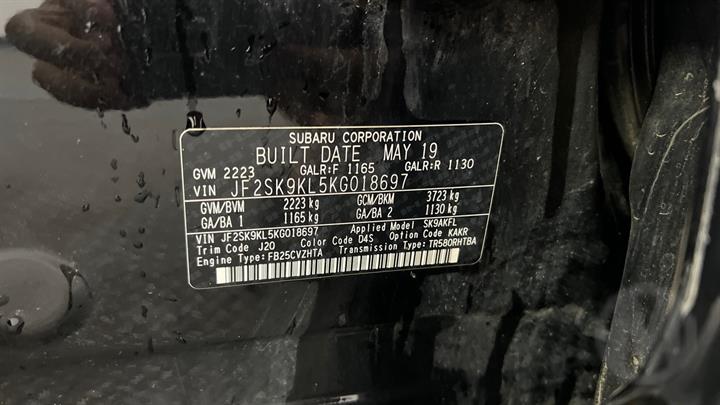 SUBARU CORPORATION
BUILT DATE MAY 19
GVM 2223 GALR:F 1165 GALR:R 1130
VIN JF2SK9KL5KG018697
GVM/BVM 2223 kg GCM/BKM 3723 kg
GA/BA 1 1165 kg GA/BA 2 1130 kg
VIN JF2SK9KL5KG018697 Applied Model SK9AKFL
Trim Code J20 Color Code D4S Option Code KAKR
Engine Type: FB25CVZHTA Transmission Type: TR580RHTBA